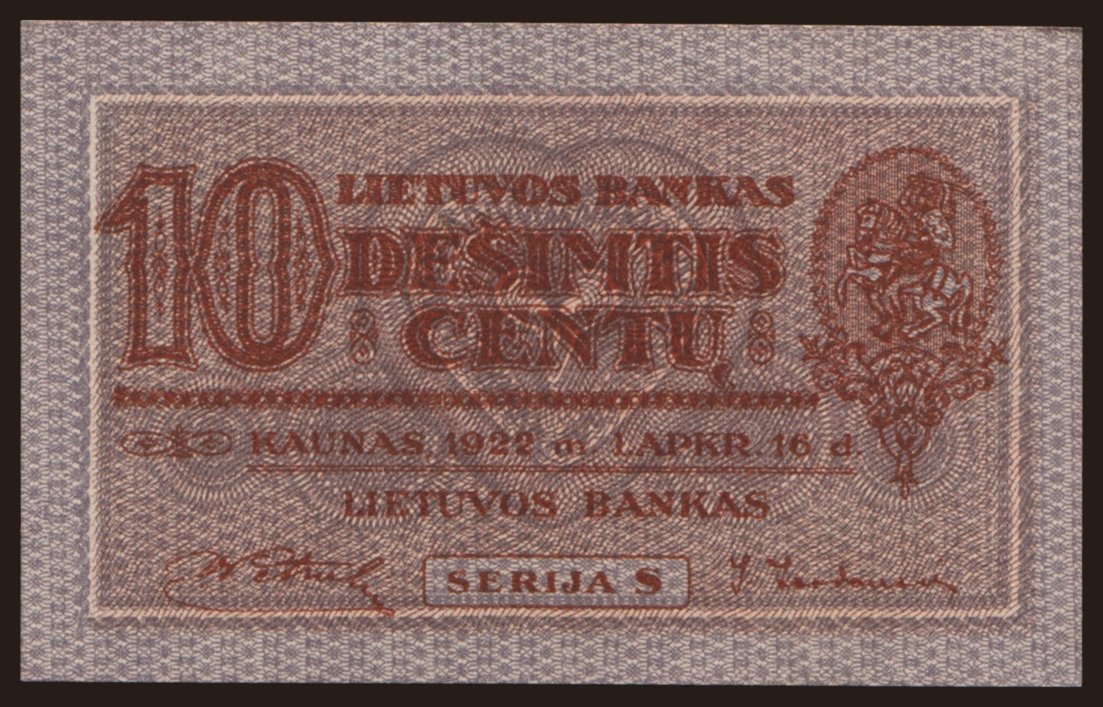 10
LIETUVOS BANKAS
DEŠIMTIS
CENTŲ
KAUNAS, 1922 m. LAPKR. 16 d.
LIETUVOS BANKAS
SERIJA S